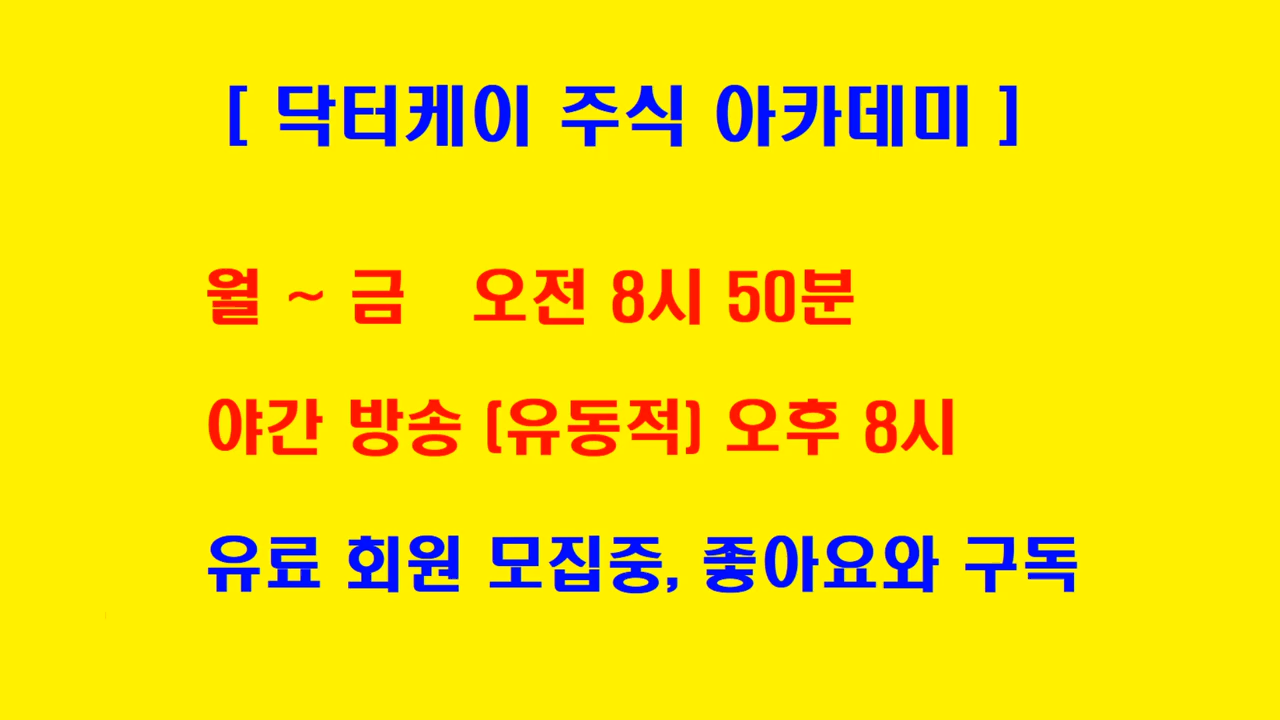 [ 닥터케이 주식 아카데미 ]
월 ~ 금 오전 8시 50분
야간 방송 (유동적) 오후 8시
유료 회원 모집중, 좋아요와 구독